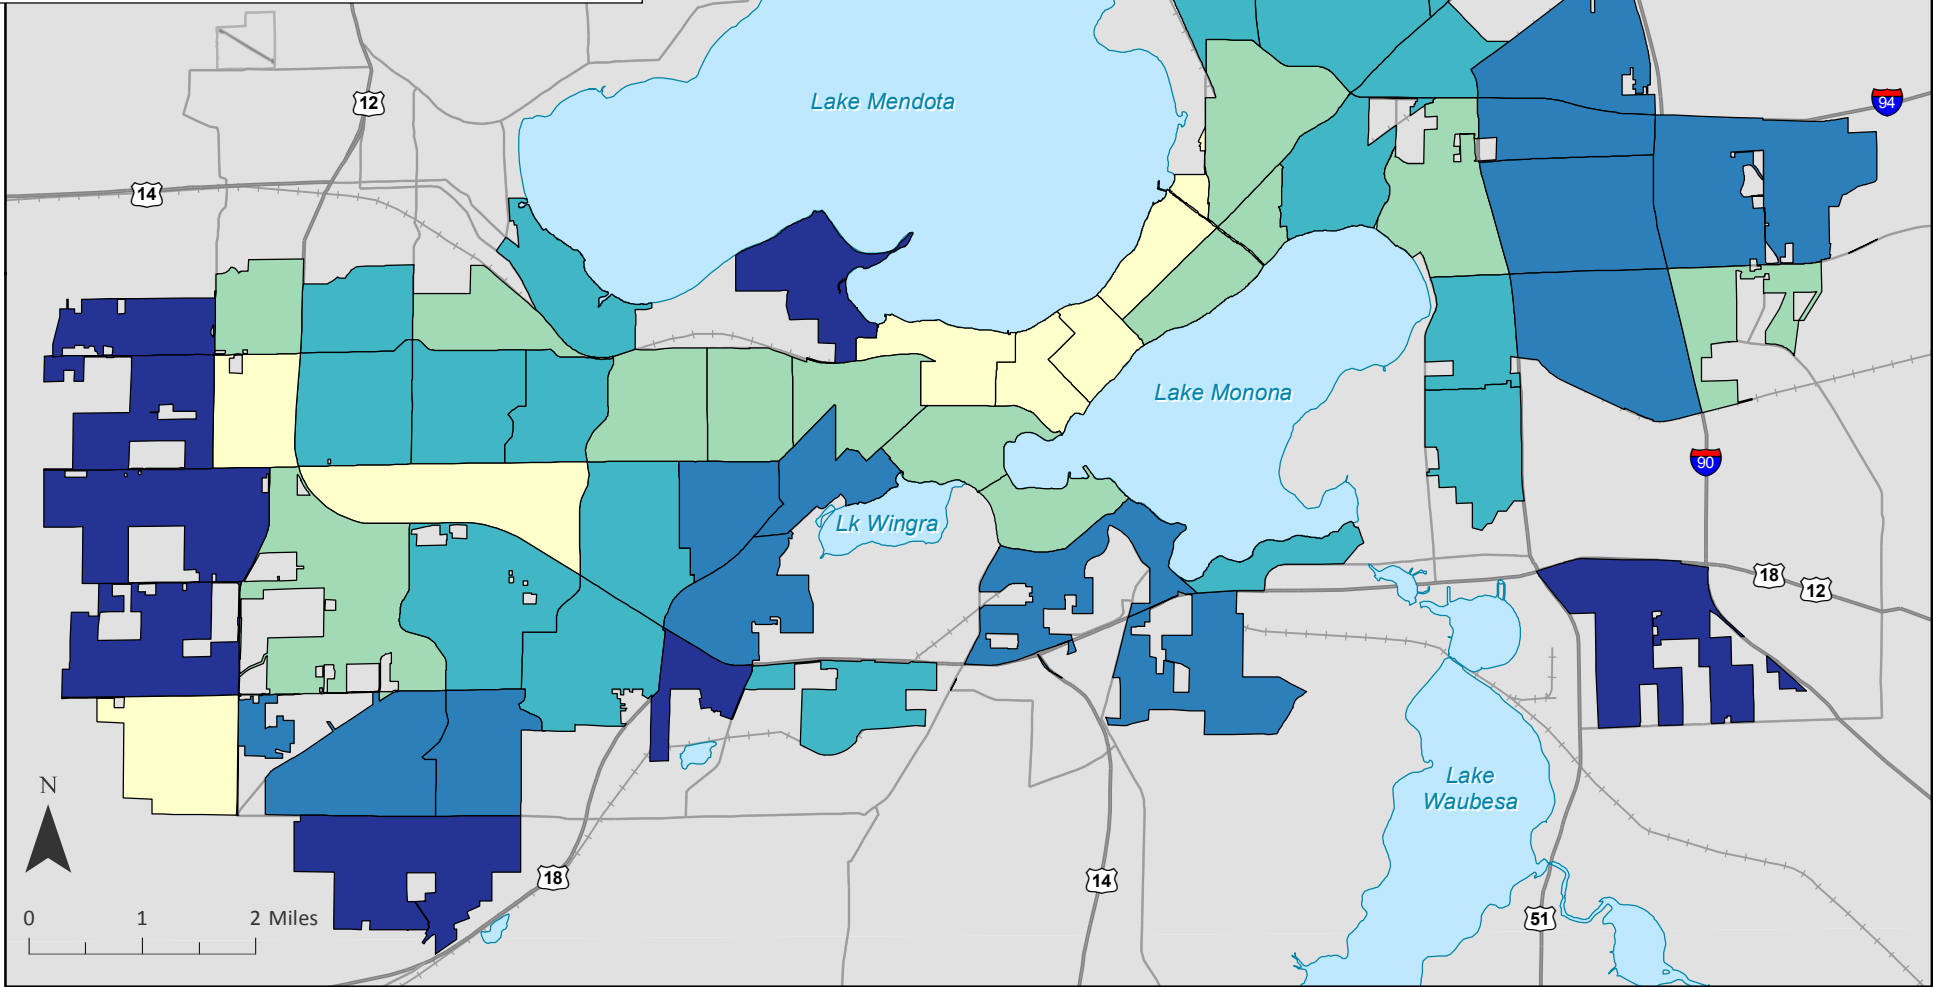 Lake Mendota
12
94
14
Lake Monona
90
Lk Wingra
18
12
Lake
Waubesa
N
18
14
0 1 2 Miles
51